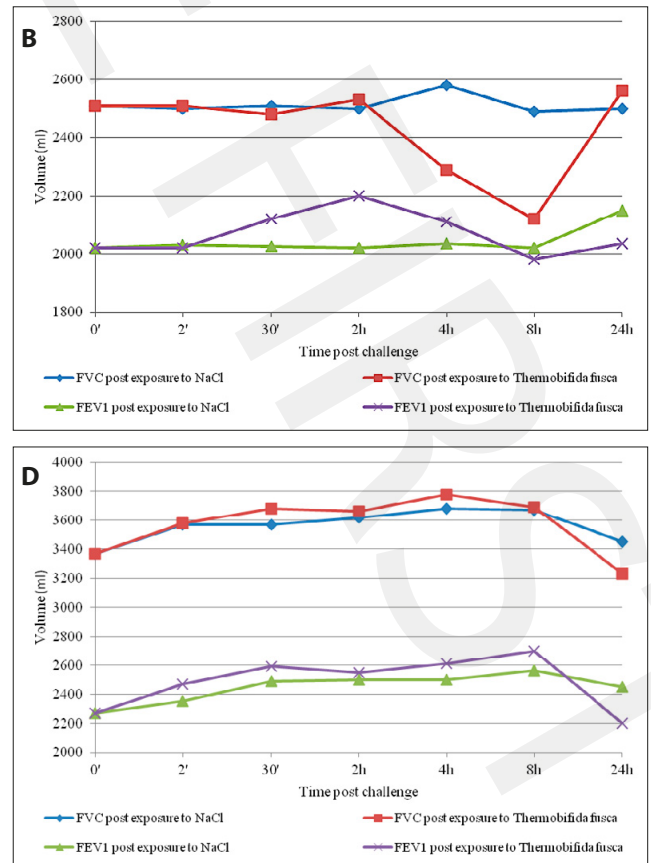 B
2800
2600
2400
2200
2000
1800
Volume (ml)
0' 2' 30' 2h 4h 8h 24h
Time post challenge
FVC post exposure to NaCl FVC post exposure to Thermobifida fusca
FEV1 post exposure to NaCl FEV1 post exposure to Thermobifida fusca
D
4000
3800
3600
3400
3200
3000
2800
2600
2400
2200
2000
Volume (ml)
0' 2' 30' 2h 4h 8h 24h
Time post challenge
FVC post exposure to NaCl FVC post exposure to Thermobifida fusca
FEV1 post exposure to NaCl FEV1 post exposure to Thermobifida fusca